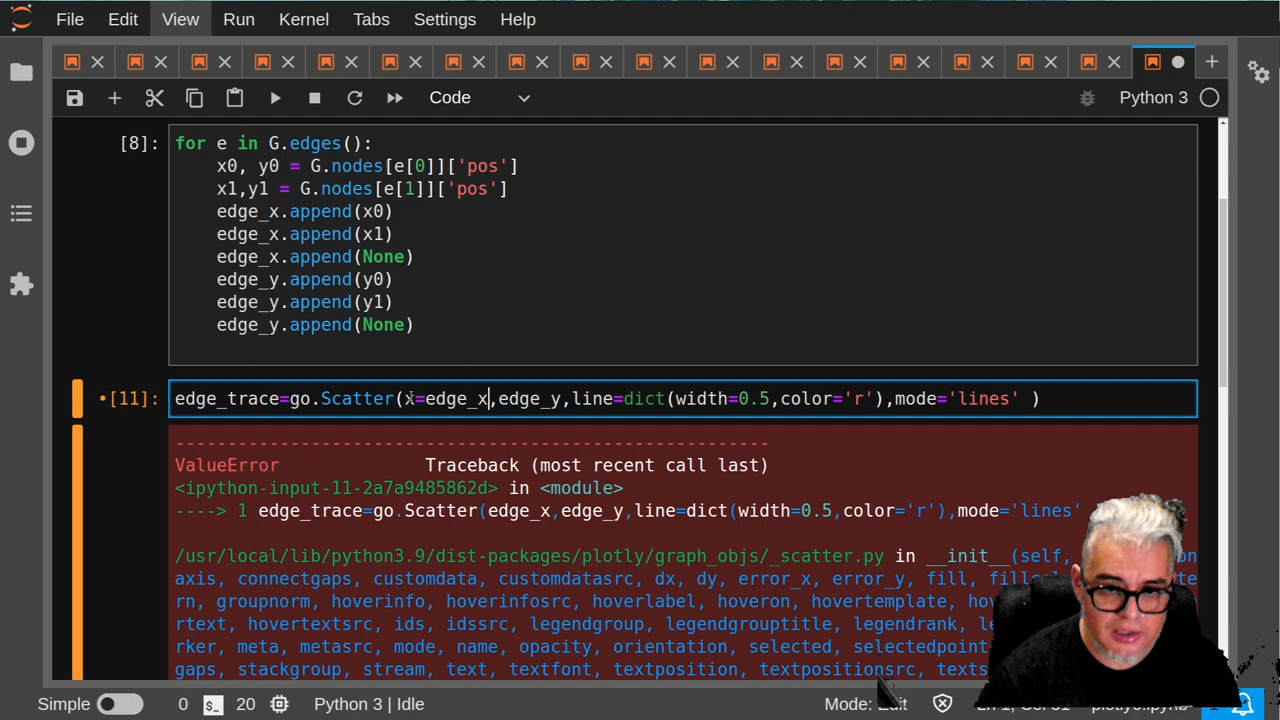 File Edit View Run Kernel Tabs Settings Help
Code Python 3
[8]: for e in G.edges():
x0, y0 = G.nodes[e[0]]['pos']
x1,y1 = G.nodes[e[1]]['pos']
edge_x.append(x0)
edge_x.append(x1)
edge_x.append(None)
edge_y.append(y0)
edge_y.append(y1)
edge_y.append(None)
[11]: edge_trace=go.Scatter(x=edge_x,edge_y,line=dict(width=0.5,color='r'),mode='lines' )
---------------------------------------------------------
ValueError Traceback (most recent call last)
<ipython-input-11-2a7a9485862d> in <module>
----> 1 edge_trace=go.Scatter(edge_x,edge_y,line=dict(width=0.5,color='r'),mode='lines'
/usr/local/lib/python3.9/dist-packages/plotly/graph_objs/_scatter.py in __init__(self,
axis, connectgaps, customdata, customdatasrc, dx, dy, error_x, error_y, fill,
rn, groupnorm, hoverinfo, hoverinfosrc, hoverlabel, hoveron, hovertemplate,
rtext, hovertextsrc, ids, idssrc, legendgroup, legendgrouptitle, legendrank,
rker, meta, metasrc, mode, name, opacity, orientation, selected,
gaps, stackgroup, stream, text, textfont, textposition, textpositionsrc,
Simple 0 20 Python 3 | Idle Mode: Edit